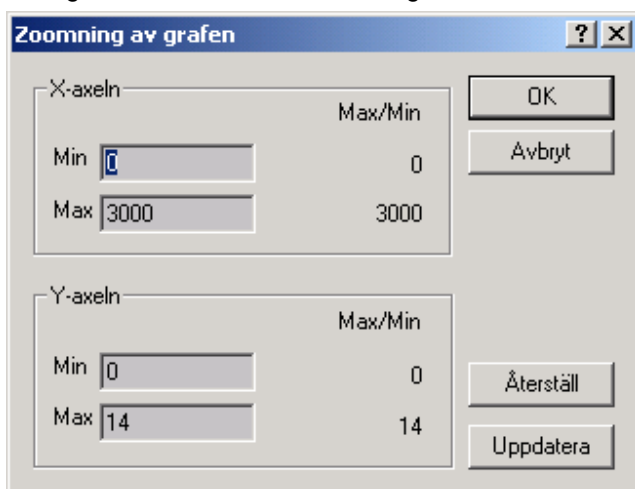 Zoomning av grafen
X-axeln
Max/Min
OK
Min 0 0
Avbryt
Max 3000 3000
Y-axeln
Max/Min
Min 0 0
Återställ
Max 14 14
Uppdatera